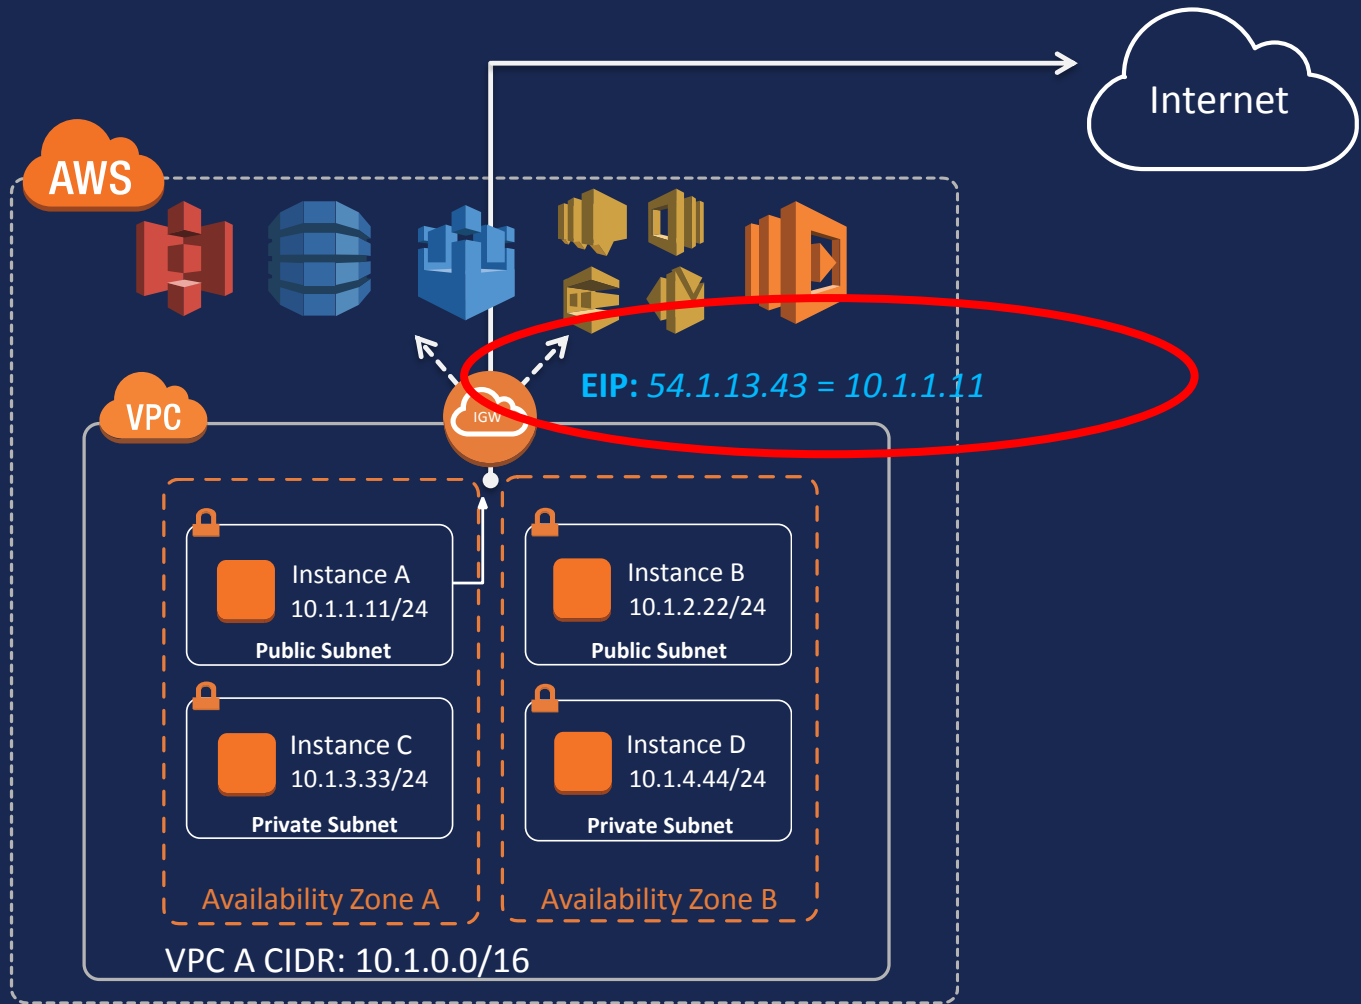 Internet
AWS
EIP: 54.1.13.43 = 10.1.1.11
VPC
IGW
Instance A
10.1.1.11/24
Public Subnet
Instance B
10.1.2.22/24
Public Subnet
Instance C
10.1.3.33/24
Private Subnet
Instance D
10.1.4.44/24
Private Subnet
Availability Zone A
Availability Zone B
VPC A CIDR: 10.1.0.0/16